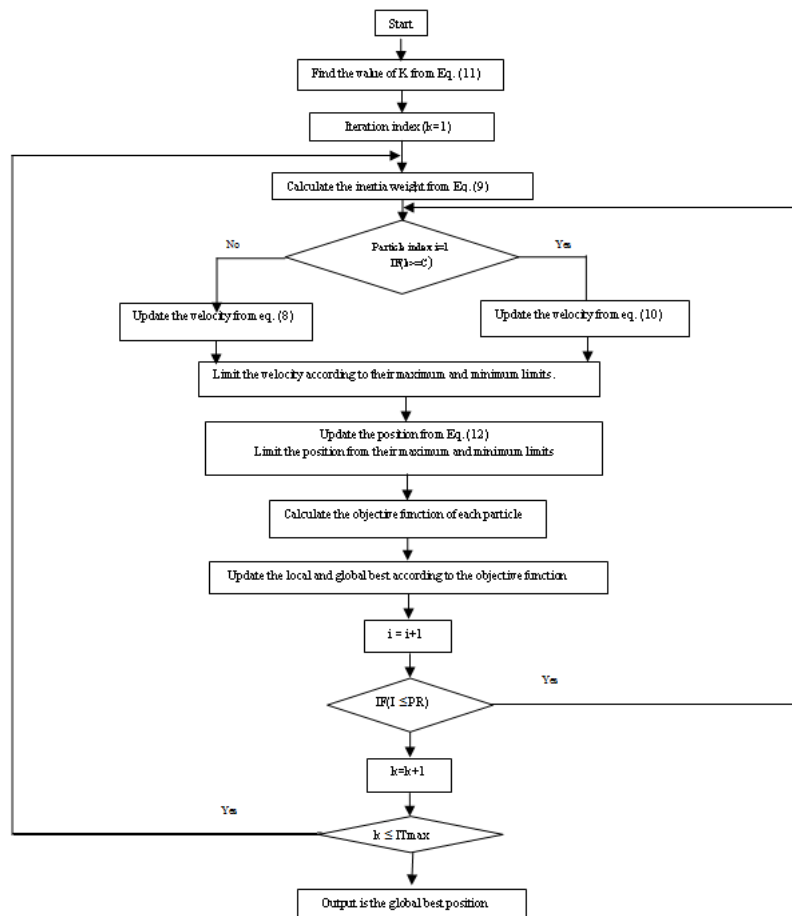 Start
Find the value of K from Eq. (11)
Iteration index (k=1)
Calculate the inertia weight from Eq. (9)
No
Particle index i=1
Yes
IF(k>=C)
Update the velocity from eq. (8)
Update the velocity from eq. (10)
Limit the velocity according to their maximum and minimum limits.
Update the position from Eq. (12)
Limit the position from their maximum and minimum limits
Calculate the objective function of each particle
Update the local and global best according to the objective function
i = i+1
Yes
IF(I ≤PR)
k=k+1
Yes
k ≤ ITmax
Output is the global best position